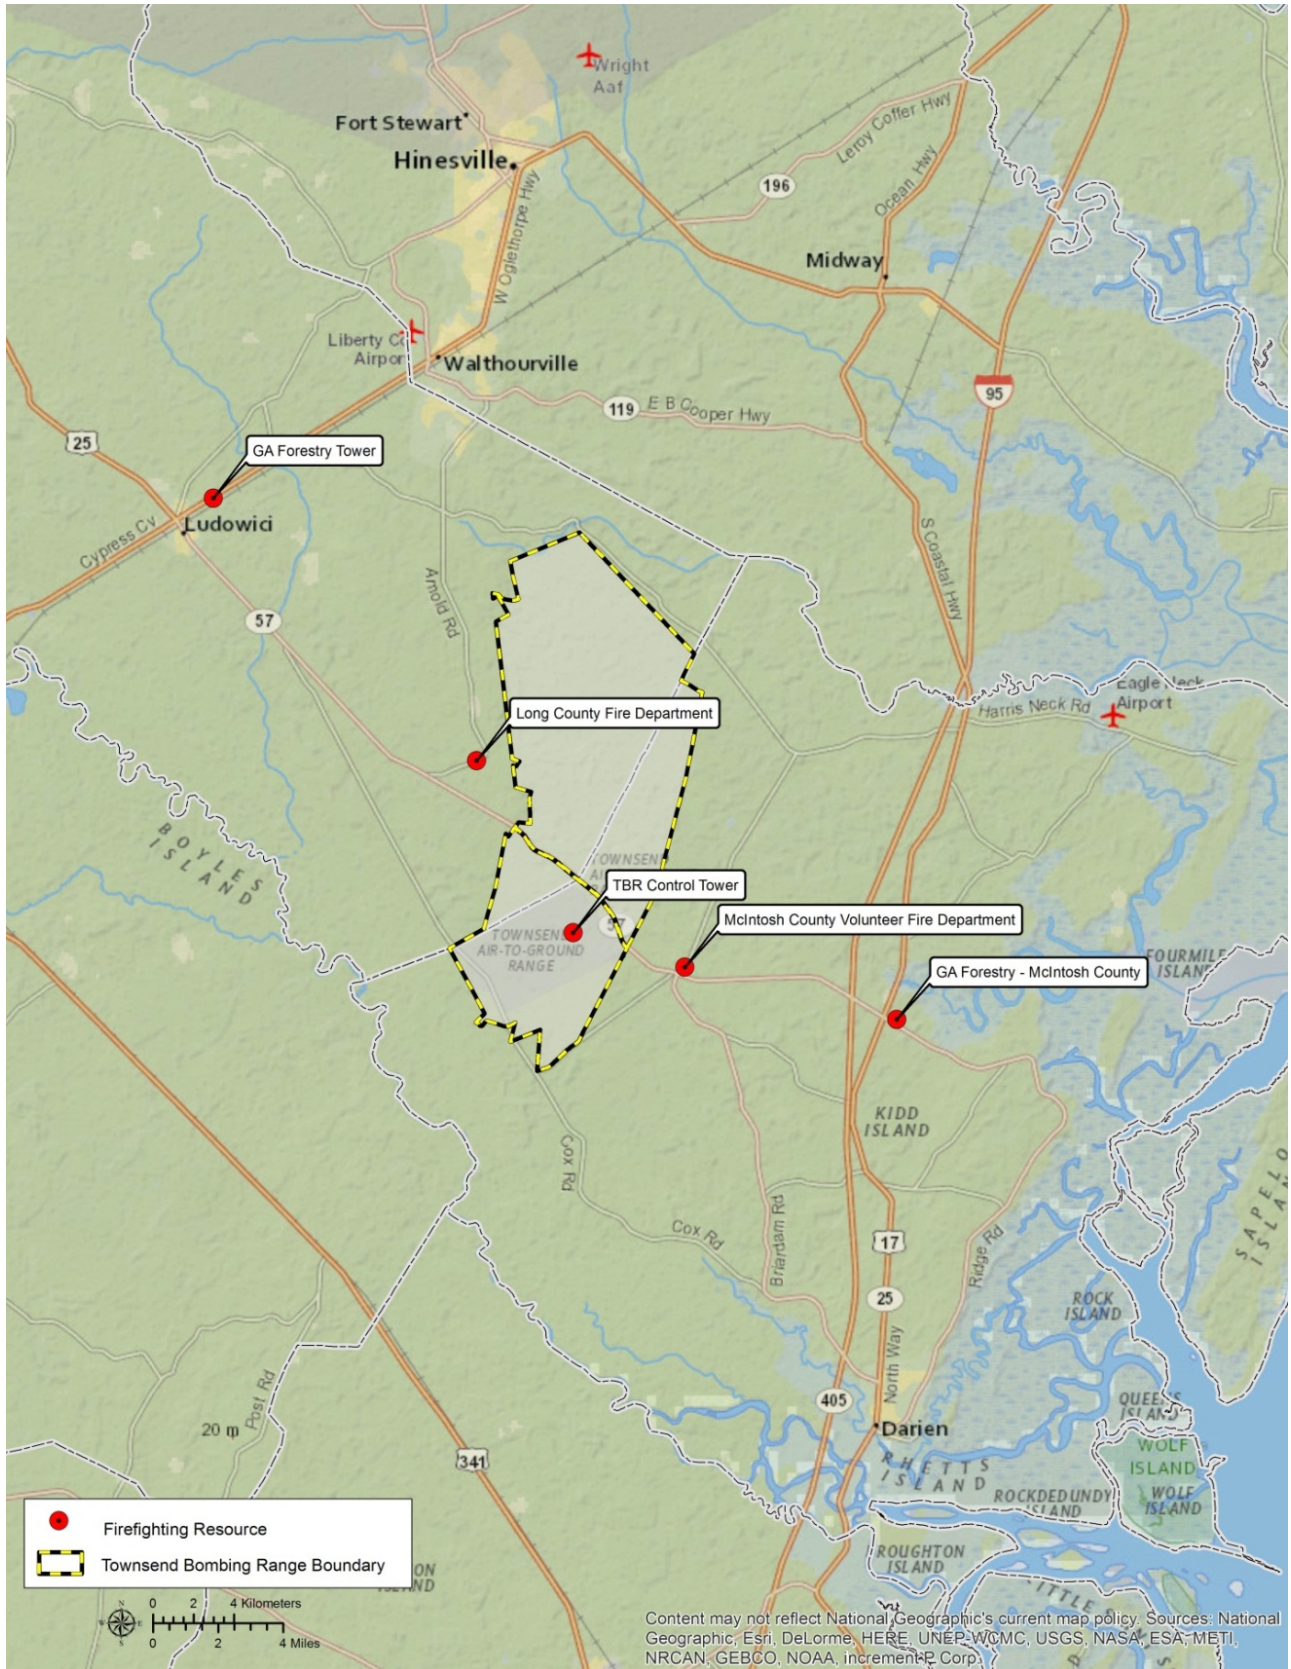 Wright
Aaf
Fort Stewart
Hinesville
Leroy Coffer Hwy
196
Ocean Hwy
W Oglethorpe Hwy
Midway
Liberty Co
Airport
Walthourville
95
119
E B Cooper Hwy
25
GA Forestry Tower
Ludowici
Cypress Cv
S Coastal Hwy
Arnold Rd
57
Eagle Neck
Airport
Harris Neck Rd
Long County Fire Department
BOYLES
ISLAND
TOWNSEN
TBR Control Tower
57
McIntosh County Volunteer Fire Department
TOWNSEN
AIR-TO-GROUND
RANGE
FOURMILE
ISLAN
GA Forestry - McIntosh County
KIDD
ISLAND
Cox Rd
SAPELO
ISLAN
Cox Rd
Briardam Rd
17
Ridge Rd
25
ROCK
ISLAND
North Way
Post Rd
405
QUEENS
ISLAND
20 m
Darien
341
WOLF
ISLAND
RHETTS
ISLAND
WOLF
ISLAND
ROCKDEDUNDY
ISLAND
Firefighting Resource
Townsend Bombing Range Boundary
ON
ISLAND
ROUGHTON
ISLAND
LITTLE
0 2 4 Kilometers
0 2 4 Miles
Content may not reflect National Geographic's current map policy. Sources: National
Geographic, Esri, DeLorme, HERE, UNEP-WCMC, USGS, NASA, ESA, METI,
NRCAN, GEBCO, NOAA, increment P Corp.